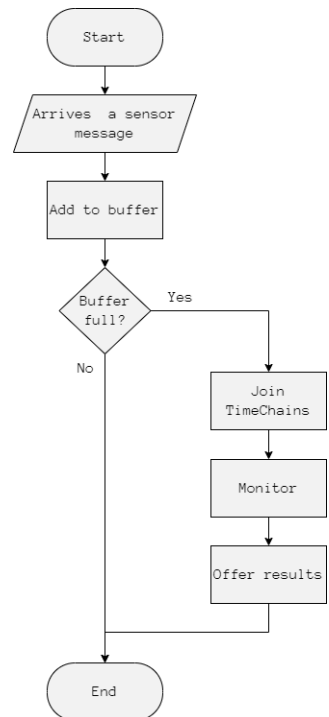 Start
Arrives a sensor
message
Add to buffer
Buffer
full?
Yes
No
Join
TimeChains
Monitor
Offer results
End